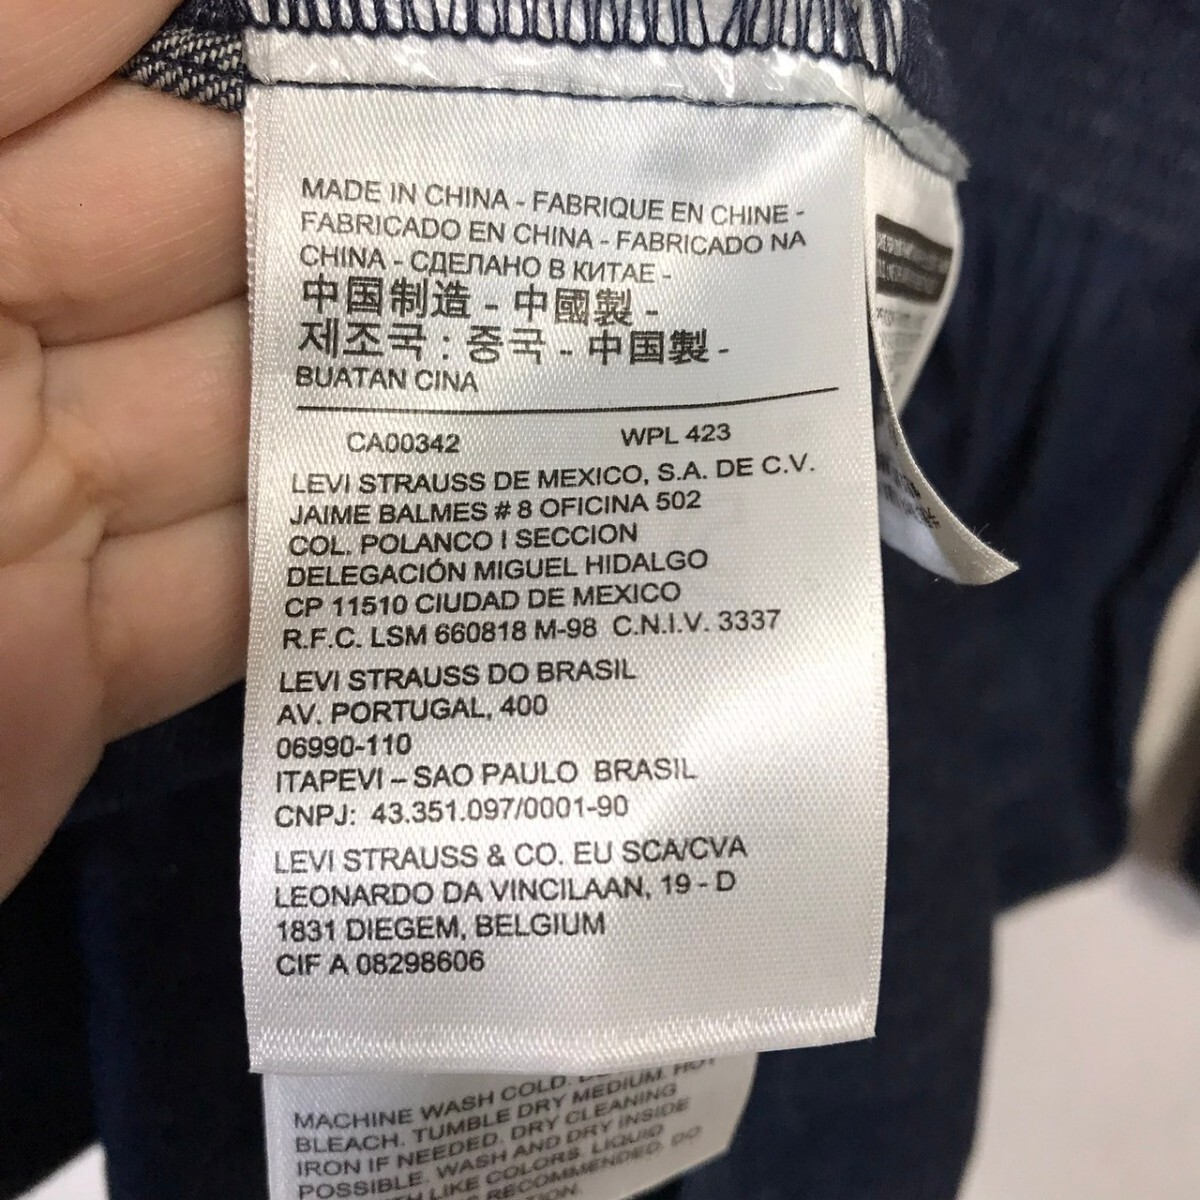 MADE IN CHINA - FABRIQUE EN CHINE -
FABRICADO EN CHINA - FABRICADO NA
CHINA - СДЕЛАНО В КИТАЕ -
中国制造 - 中國製 -
제조국 : 중국 - 中国製 -
BUATAN CINA
CA00342 WPL 423
LEVI STRAUSS DE MEXICO, S.A. DE C.V.
JAIME BALMES # 8 OFICINA 502
COL. POLANCO I SECCION
DELEGACIÓN MIGUEL HIDALGO
CP 11510 CIUDAD DE MEXICO
R.F.C. LSM 660818 M-98 C.N.I.V. 3337
LEVI STRAUSS DO BRASIL
AV. PORTUGAL, 400
06990-110
ITAPEVI – SAO PAULO BRASIL
CNPJ: 43.351.097/0001-90
LEVI STRAUSS & CO. EU SCA/CVA
LEONARDO DA VINCILAAN, 19 - D
1831 DIEGEM, BELGIUM
CIF A 08298606
MACHINE WASH COLD.
BLEACH. TUMBLE DRY MEDIUM. HOT
IRON IF NEEDED. DRY CLEANING
POSSIBLE. WASH AND DRY INSIDE
LIKE COLORS. LIQUID
RECOMMENDED. DO